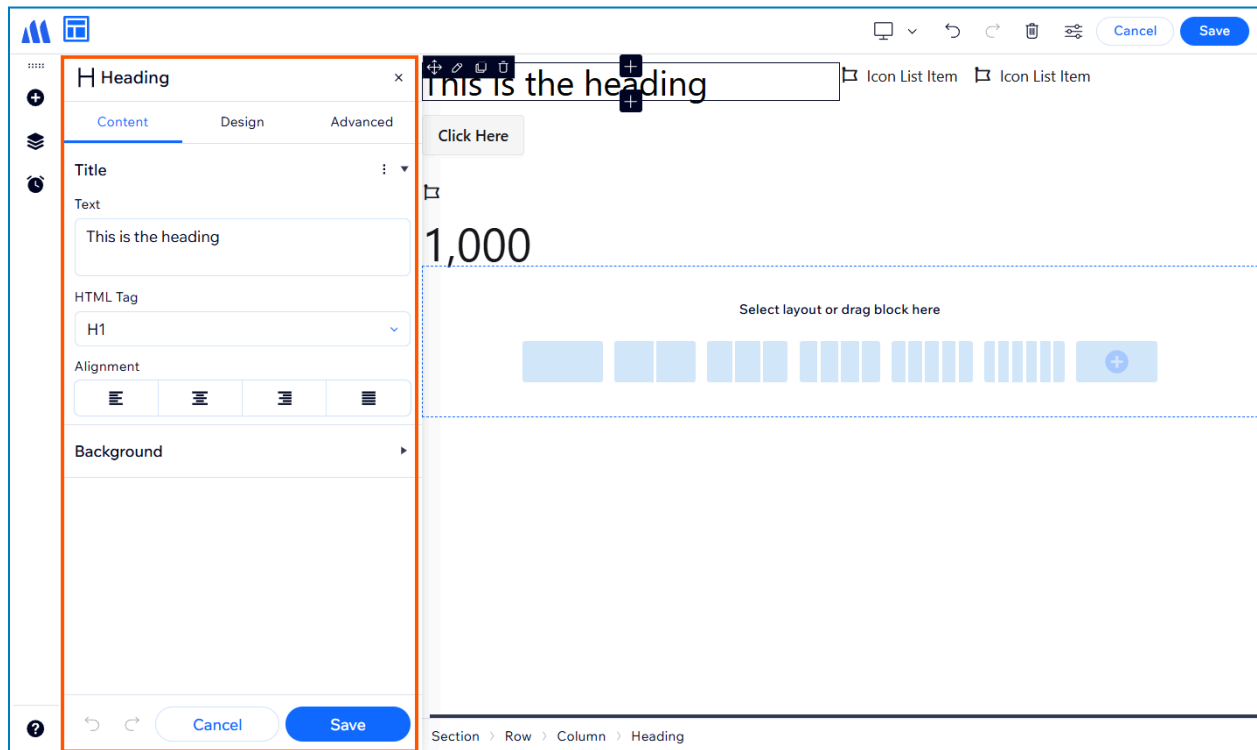 Cancel
Save
Heading
Content
Design
Advanced
Title
Text
This is the heading
HTML Tag
H1
Alignment
Background
Cancel
Save
This is the heading
Icon List Item
Icon List Item
Click Here
1,000
Select layout or drag block here
Section
Row
Column
Heading